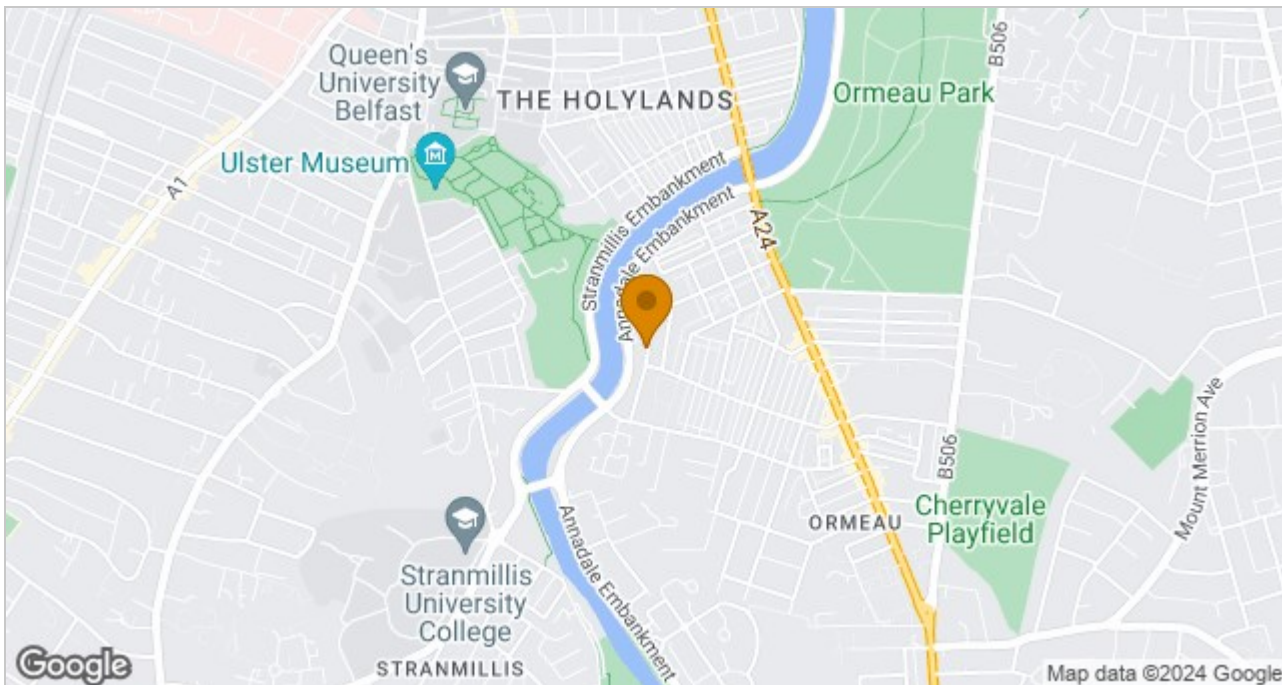 Queen's
University
Belfast
THE HOLYLANDS
Ormeau Park
B506
Ulster Museum
A1
Stranmillis Embankment
Annadale Embankment
A24
Mount Merrion Ave
B506
Cherryvale
Playfield
ORMEAU
Annadale Embankment
Stranmillis
University
College
STRANMILLIS
Google
Map data ©2024 Google